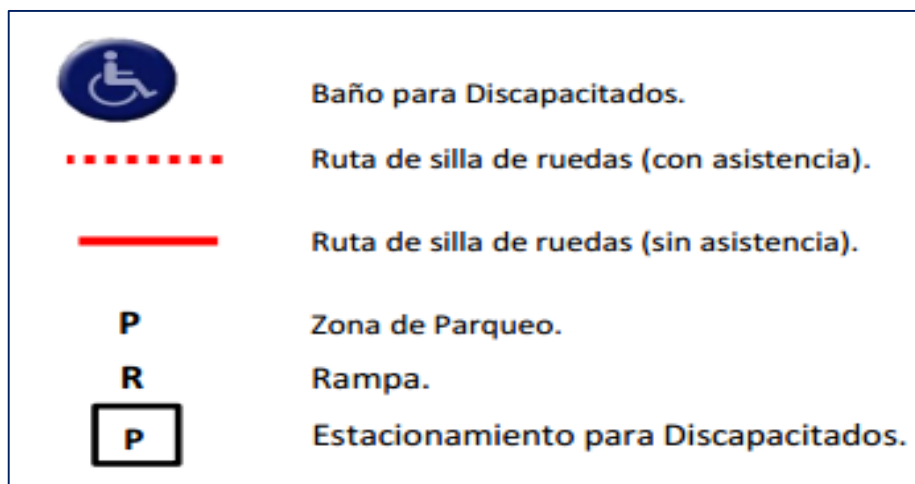 Baño para Discapacitados.
Ruta de silla de ruedas (con asistencia).
Ruta de silla de ruedas (sin asistencia).
P Zona de Parqueo.
R Rampa.
P Estacionamiento para Discapacitados.